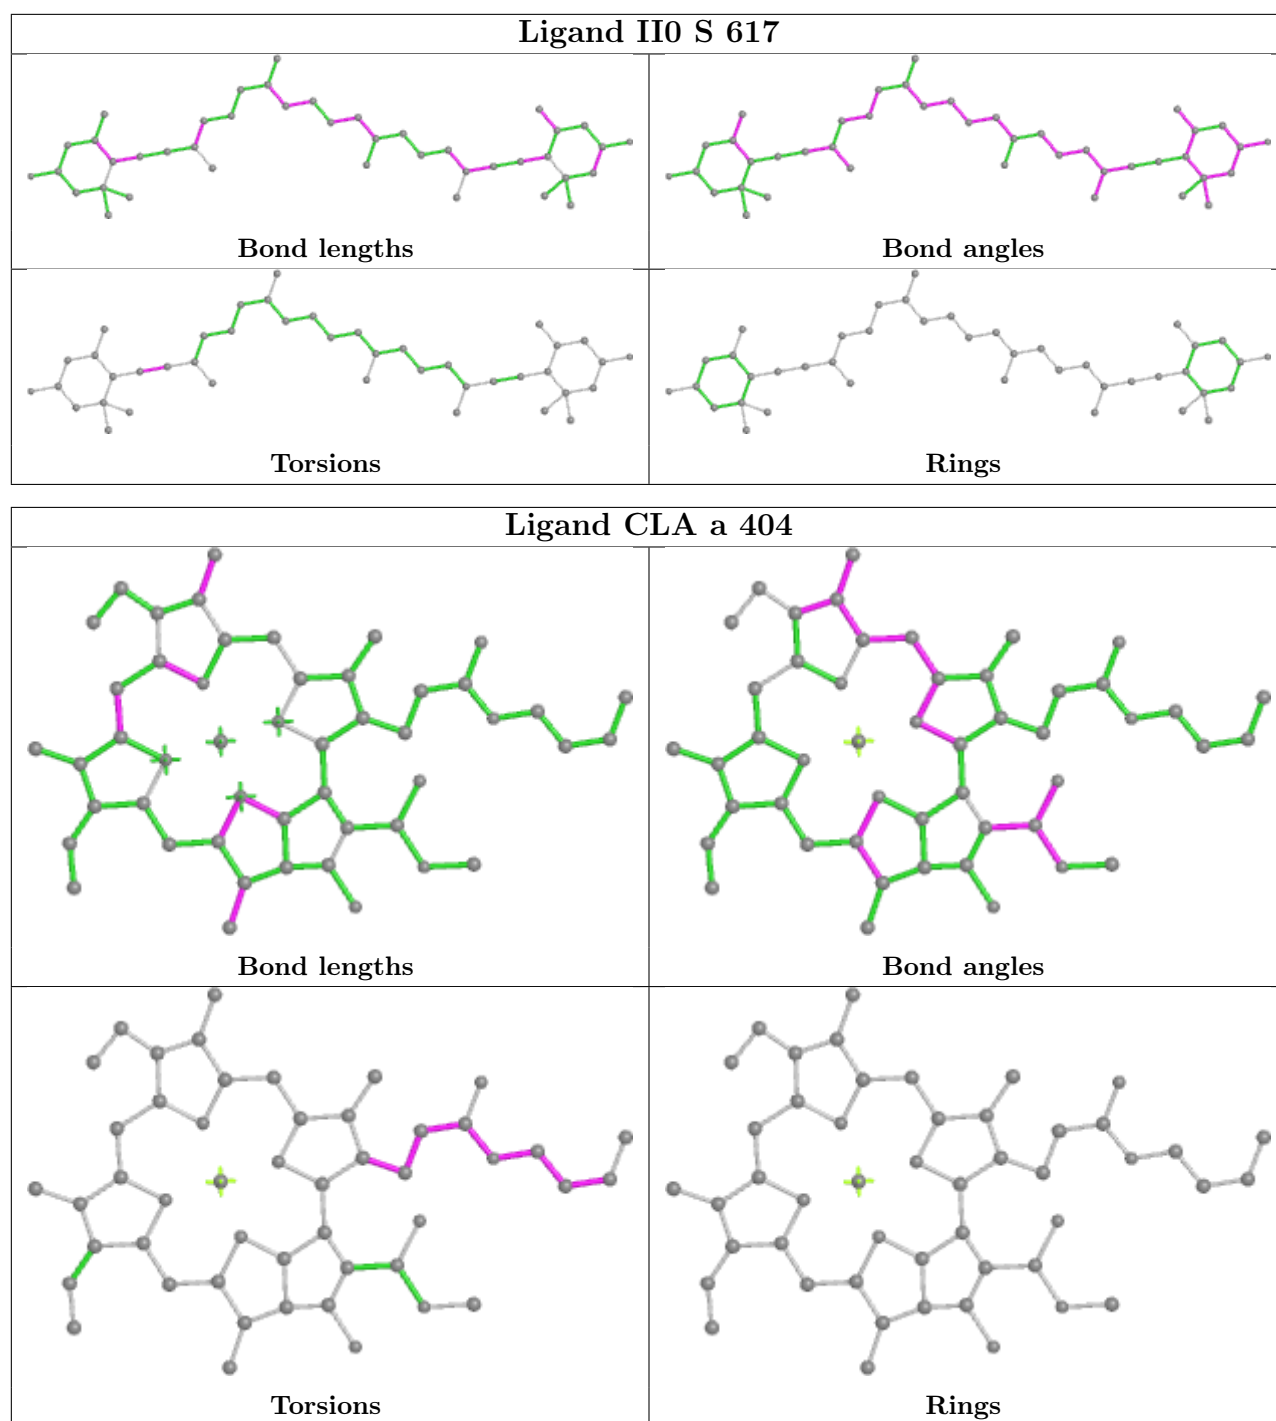 Ligand II0 S 617
Bond lengths
Bond angles
Torsions
Rings
Ligand CLA a 404
Bond lengths
Bond angles
Torsions
Rings